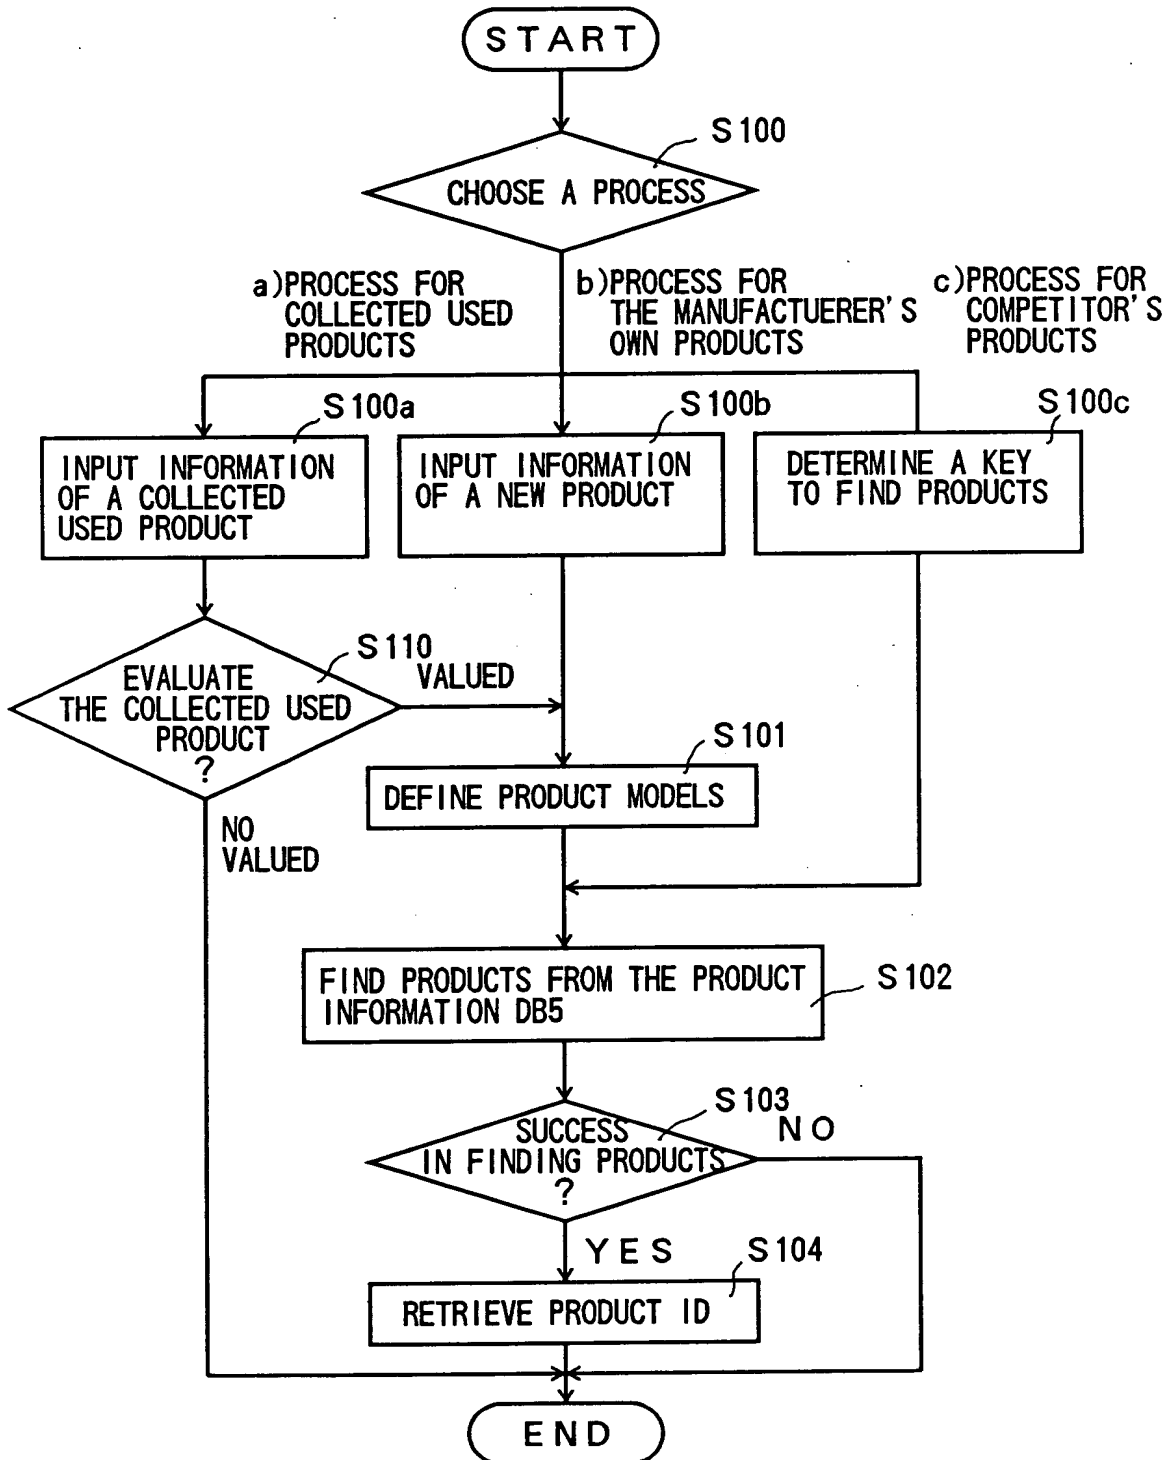 START
S100
CHOOSE A PROCESS
a)PROCESS FOR
COLLECTED USED
PRODUCTS
b)PROCESS FOR
THE MANUFACTUERER'S
OWN PRODUCTS
c)PROCESS FOR
COMPETITOR'S
PRODUCTS
S100a
INPUT INFORMATION
OF A COLLECTED
USED PRODUCT
S100b
INPUT INFORMATION
OF A NEW PRODUCT
S100c
DETERMINE A KEY
TO FIND PRODUCTS
S110
EVALUATE
THE COLLECTED USED
PRODUCT
?
VALUED
NO
VALUED
S101
DEFINE PRODUCT MODELS
S102
FIND PRODUCTS FROM THE PRODUCT
INFORMATION DB5
S103
SUCCESS
IN FINDING PRODUCTS
?
NO
YES
S104
RETRIEVE PRODUCT ID
END